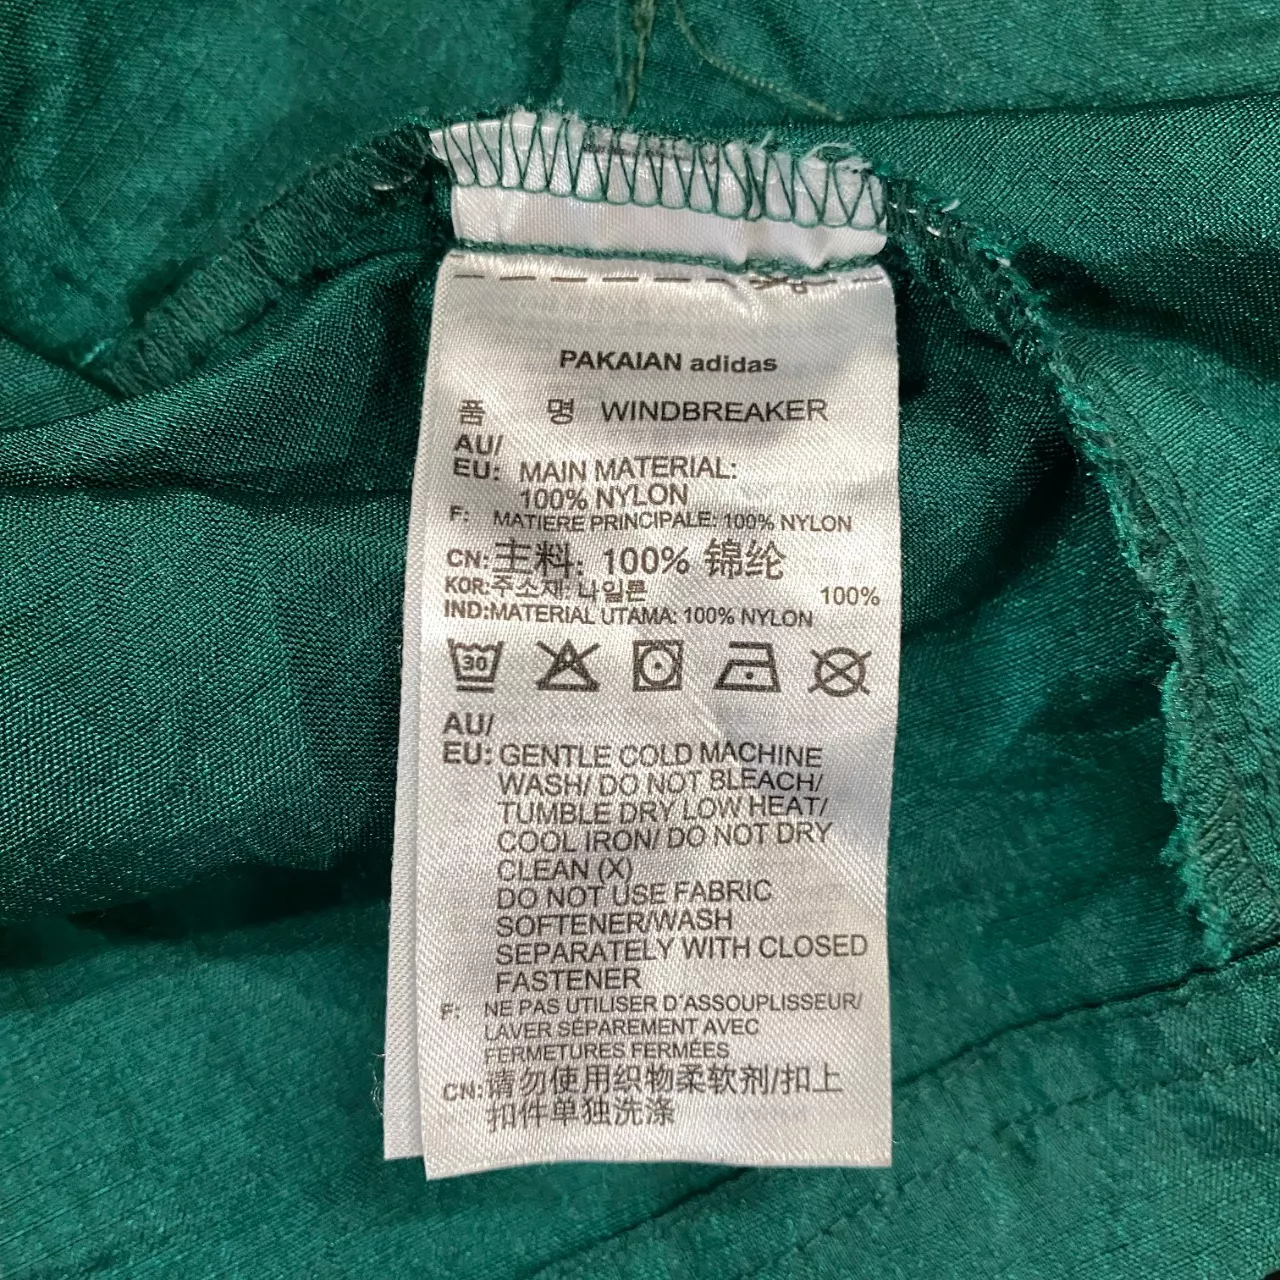 PAKAIAN adidas
품 명 WINDBREAKER
AU/
EU: MAIN MATERIAL:
100% NYLON
F: MATIERE PRINCIPALE: 100% NYLON
CN:主料: 100% 锦纶
KOR:주소재: 나일론 100%
IND:MATERIAL UTAMA: 100% NYLON
30
AU/
EU: GENTLE COLD MACHINE
WASH/ DO NOT BLEACH/
TUMBLE DRY LOW HEAT/
COOL IRON/ DO NOT DRY
CLEAN (X)
DO NOT USE FABRIC
SOFTENER/WASH
SEPARATELY WITH CLOSED
FASTENER
F: NE PAS UTILISER D´ASSOUPLISSEUR/
LAVER SÉPAREMENT AVEC
FERMETURES FERMÉES
CN:请勿使用织物柔软剂/扣上
扣件单独洗涤